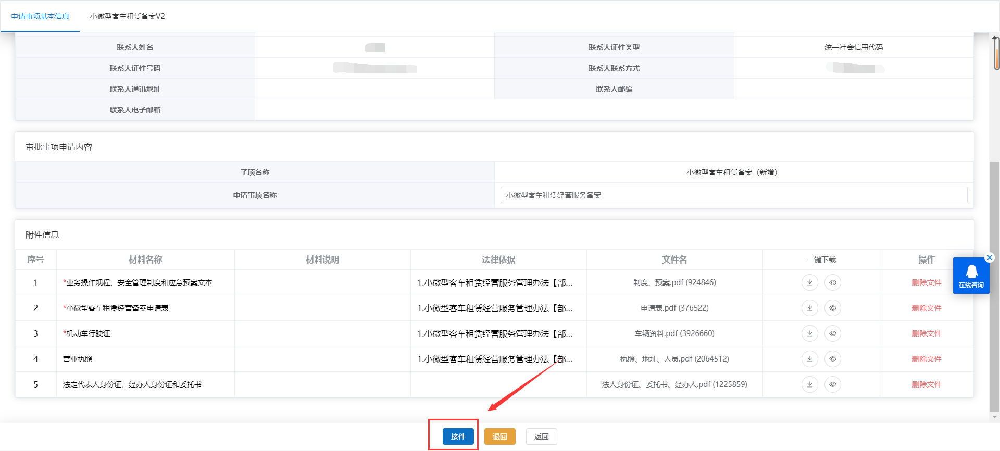 申请事项基本信息 小微型客车租赁备案V2
联系人姓名 联系人证件类型 统一社会信用代码
联系人证件号码 联系人联系方式
联系人通讯地址 联系人邮编
联系人电子邮箱
审批事项申请内容
子项名称 小微型客车租赁备案（新增）
申请事项名称 小微型客车租赁经营服务备案
附件信息
序号 材料名称 材料说明 法律依据 文件名 一键下载 操作
1 *业务操作规程、安全管理制度和应急预案文本 1.小微型客车租赁经营服务管理办法【部... 制度、预案.pdf (924846) 删除文件
在线咨询
2 *小微型客车租赁经营备案申请表 1.小微型客车租赁经营服务管理办法【部... 申请表.pdf (376522) 删除文件
3 *机动车行驶证 1.小微型客车租赁经营服务管理办法【部... 车辆资料.pdf (3926660) 删除文件
4 营业执照 1.小微型客车租赁经营服务管理办法【部... 执照、地址、人员.pdf (2064512) 删除文件
5 法定代表人身份证，经办人身份证和委托书 法人身份证、委托书、经办人.pdf (1225859) 删除文件
接件 退回 返回